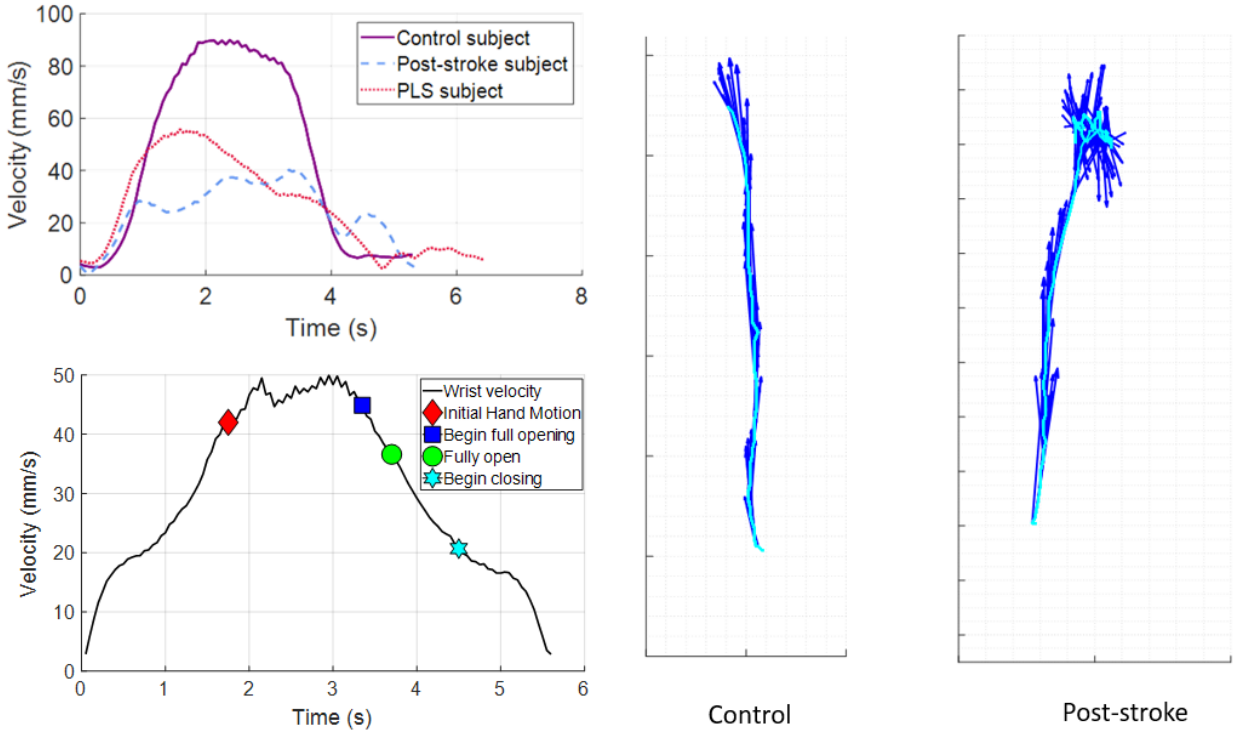 100
80
60
40
20
0
Velocity (mm/s)
Control subject
Post-stroke subject
PLS subject
0 2 4 6 8
Time (s)
50
40
30
20
10
0
Velocity (mm/s)
Wrist velocity
Initial Hand Motion
Begin full opening
Fully open
Begin closing
0 1 2 3 4 5 6
Time (s)
Control
Post-stroke